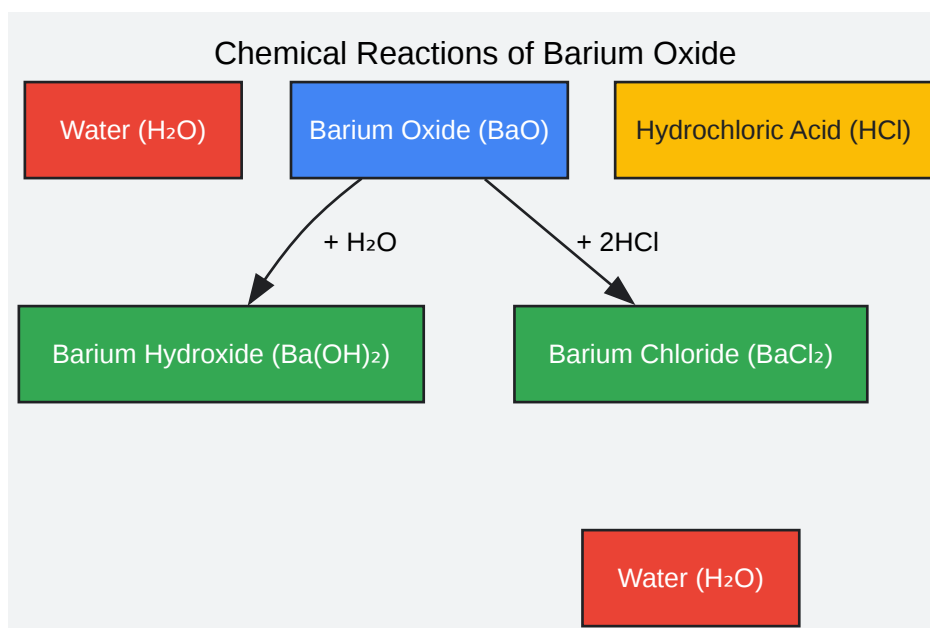 Chemical Reactions of Barium Oxide
Water (H₂O)
Barium Oxide (BaO)
Hydrochloric Acid (HCl)
+ H₂O
+ 2HCl
Barium Hydroxide (Ba(OH)₂)
Barium Chloride (BaCl₂)
Water (H₂O)